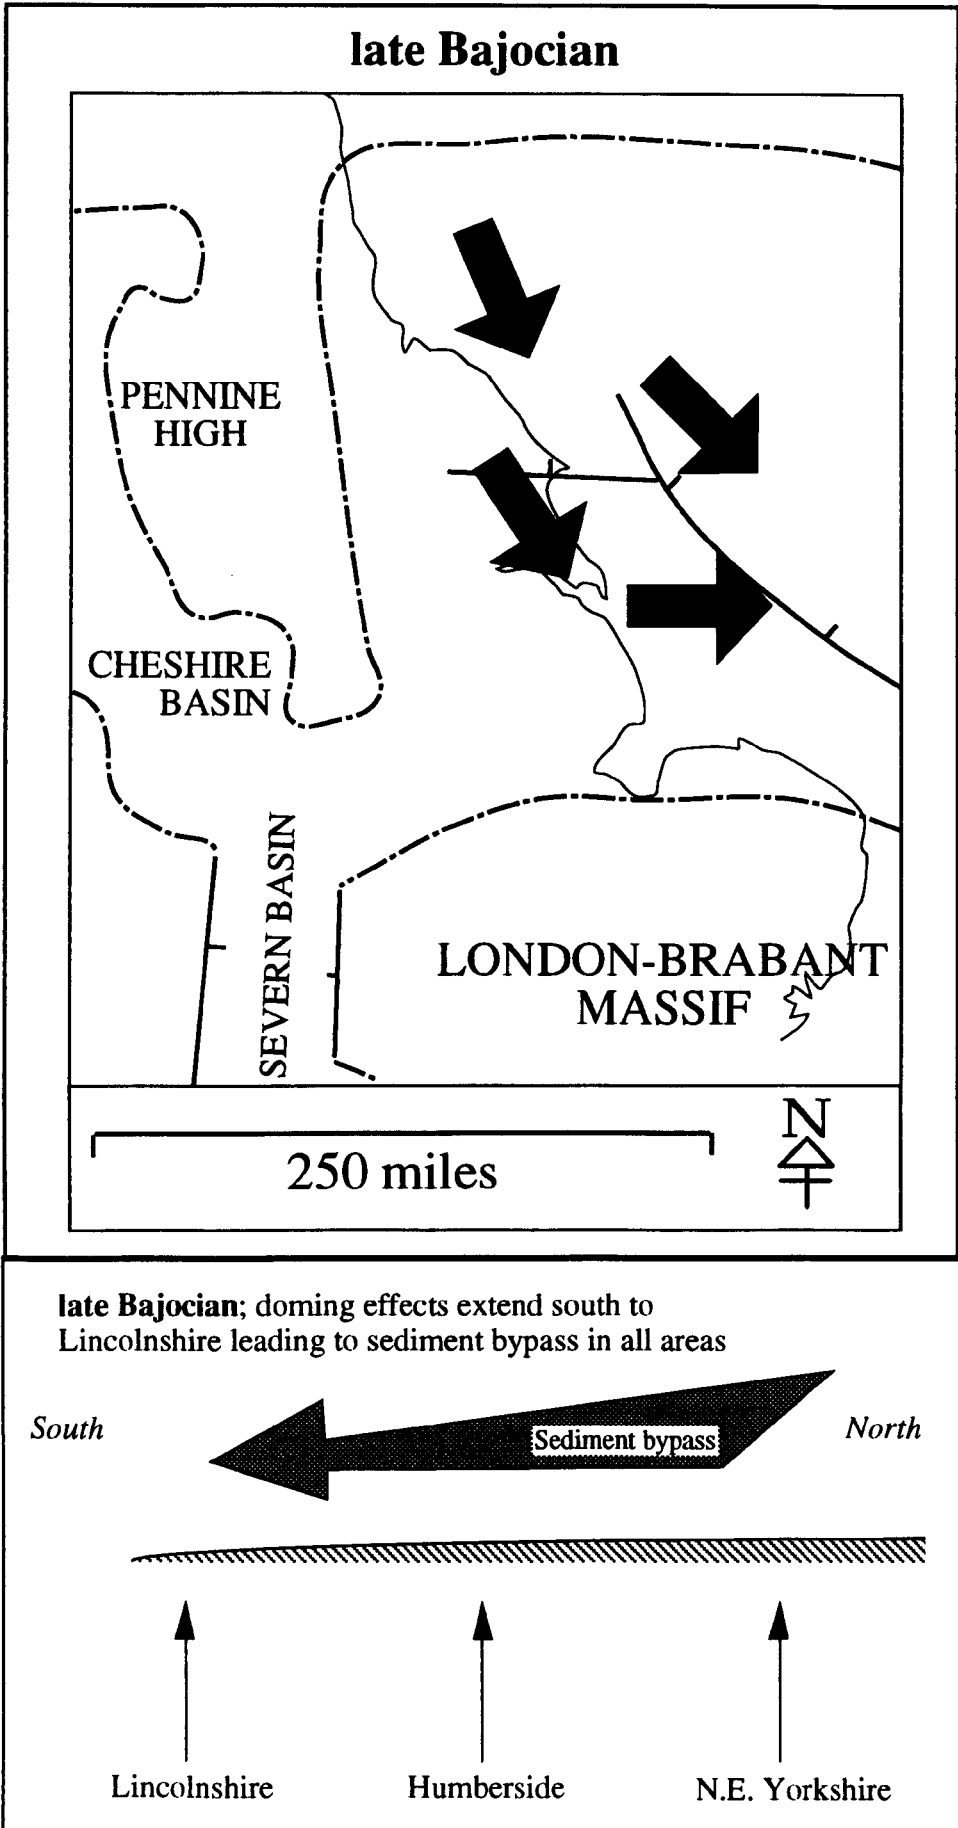 late Bajocian
PENNINE
HIGH
CHESHIRE
BASIN
SEVERN BASIN
LONDON-BRABANT
MASSIF
N
250 miles
late Bajocian; doming effects extend south to
Lincolnshire leading to sediment bypass in all areas
South
Sediment bypass
North
Lincolnshire
Humberside
N.E. Yorkshire